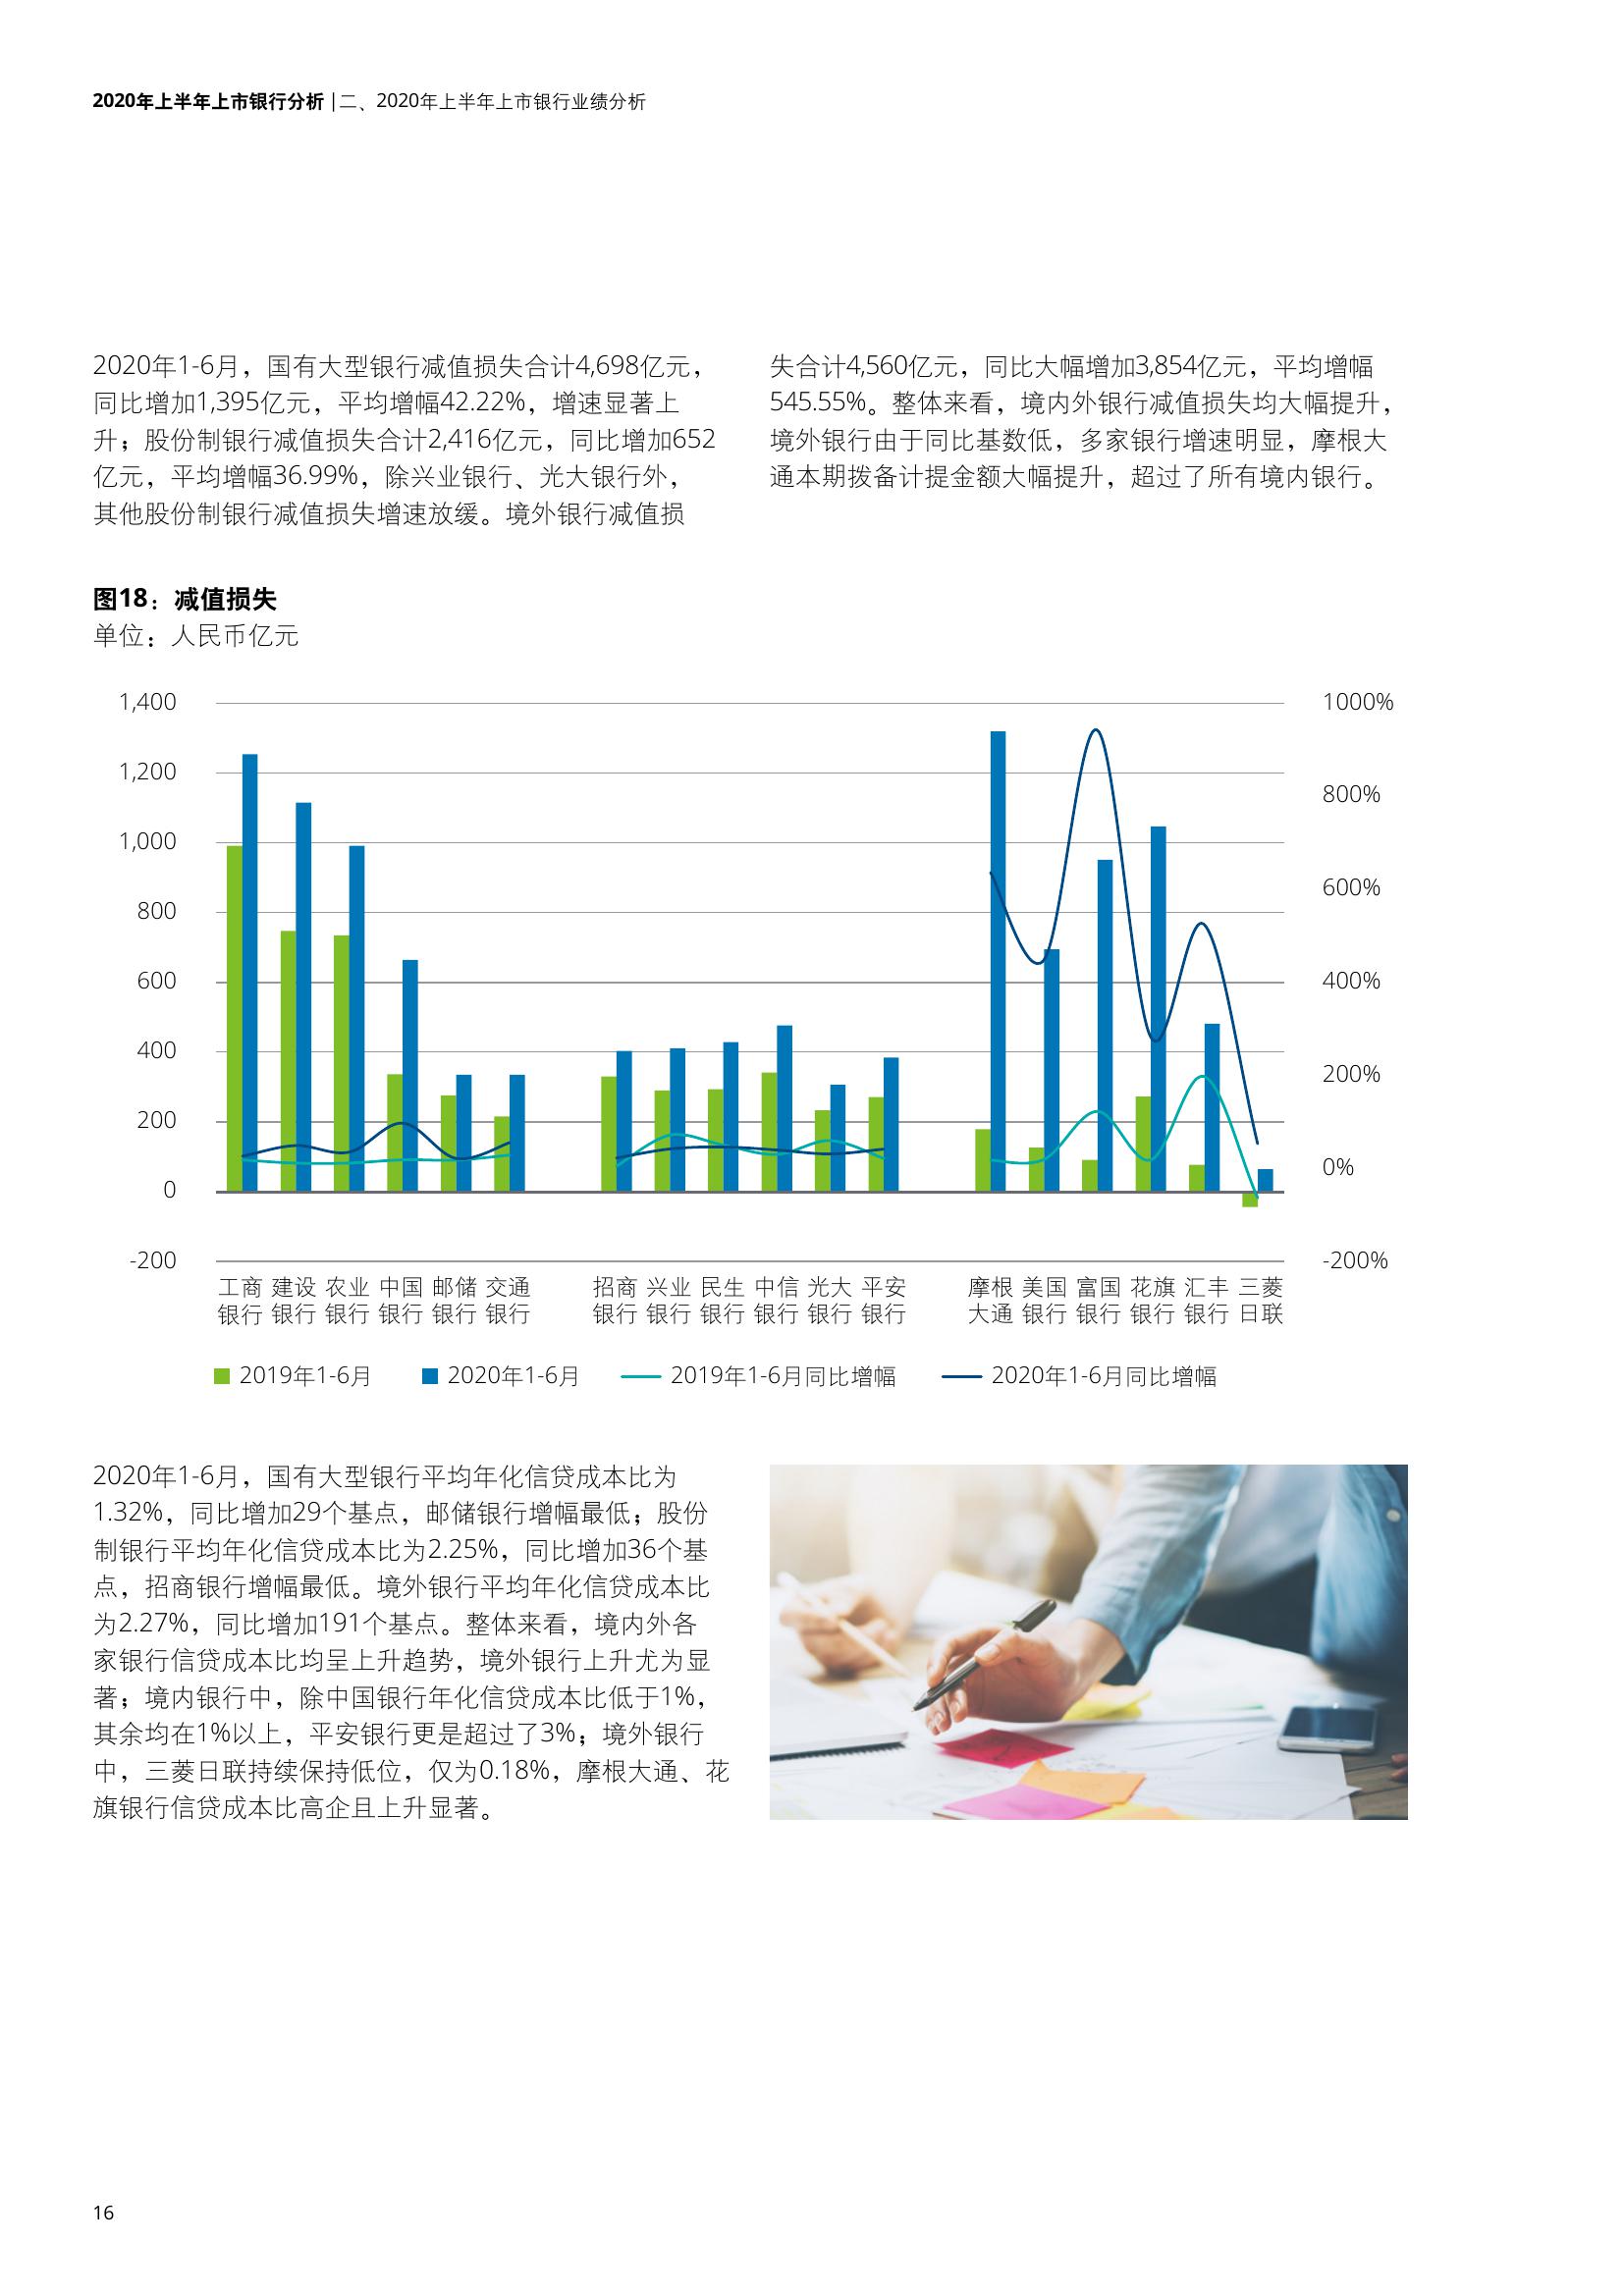 2020年上半年上市银行分析 |二、2020年上半年上市银行业绩分析
2020年1-6月，国有大型银行减值损失合计4,698亿元，
同比增加1,395亿元，平均增幅42.22%，增速显著上
升；股份制银行减值损失合计2,416亿元，同比增加652
亿元，平均增幅36.99%，除兴业银行、光大银行外，
其他股份制银行减值损失增速放缓。境外银行减值损
失合计4,560亿元，同比大幅增加3,854亿元，平均增幅
545.55%。整体来看，境内外银行减值损失均大幅提升，
境外银行由于同比基数低，多家银行增速明显，摩根大
通本期拨备计提金额大幅提升，超过了所有境内银行。
图18：减值损失
单位：人民币亿元
1,400
1,200
1,000
800
600
400
200
0
-200
1000%
800%
600%
400%
200%
0%
-200%
工商 建设 农业 中国 邮储 交通 招商 兴业 民生 中信 光大 平安 摩根 美国 富国 花旗 汇丰 三菱
银行 银行 银行 银行 银行 银行 银行 银行 银行 银行 银行 银行 大通 银行 银行 银行 银行 日联
2019年1-6月 2020年1-6月 2019年1-6月同比增幅 2020年1-6月同比增幅
2020年1-6月，国有大型银行平均年化信贷成本比为
1.32%，同比增加29个基点，邮储银行增幅最低；股份
制银行平均年化信贷成本比为2.25%，同比增加36个基
点，招商银行增幅最低。境外银行平均年化信贷成本比
为2.27%，同比增加191个基点。整体来看，境内外各
家银行信贷成本比均呈上升趋势，境外银行上升尤为显
著；境内银行中，除中国银行年化信贷成本比低于1%，
其余均在1%以上，平安银行更是超过了3%；境外银行
中，三菱日联持续保持低位，仅为0.18%，摩根大通、花
旗银行信贷成本比高企且上升显著。
16